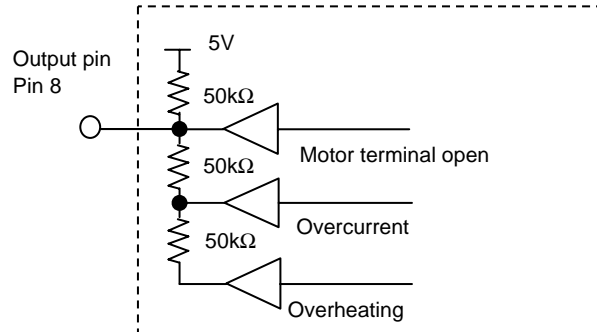 5V
Output pin
Pin 8
50kΩ
50kΩ
Motor terminal open
50kΩ
Overcurrent
Overheating